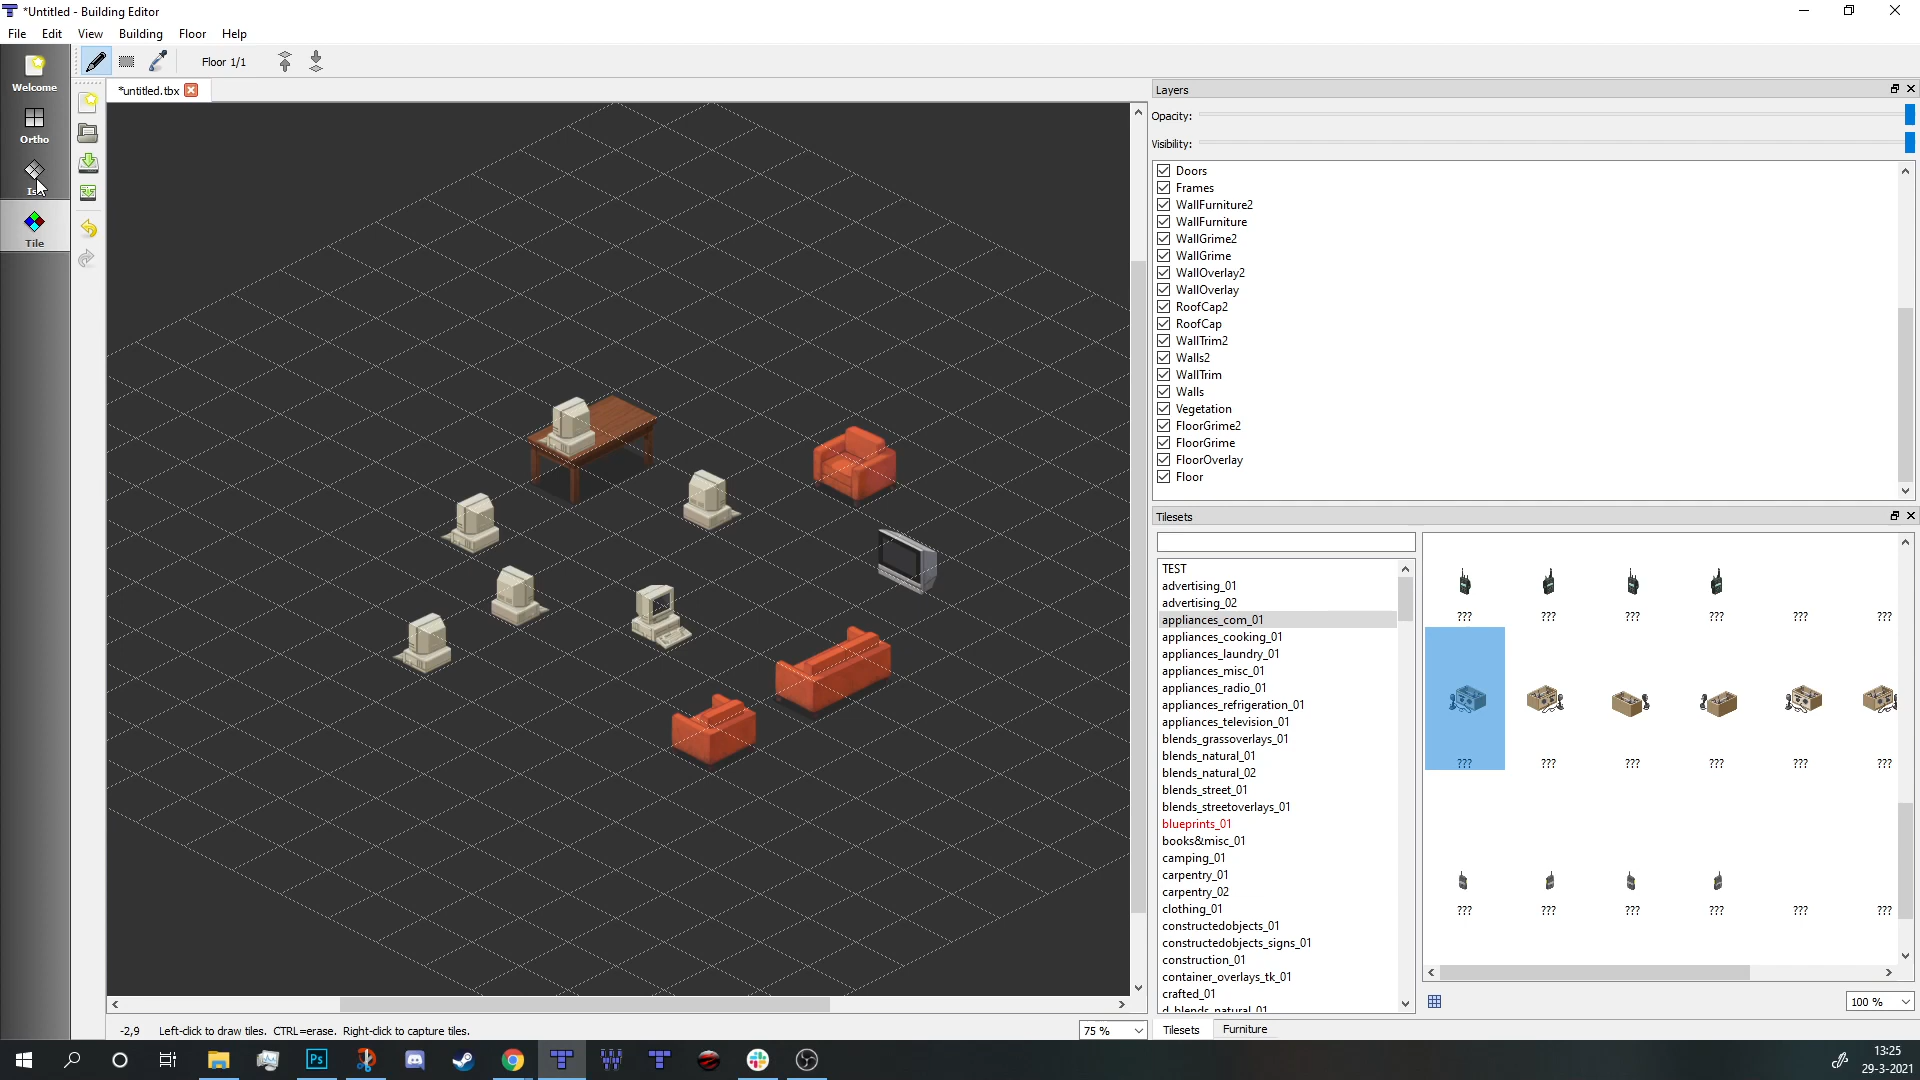 *Untitled - Building Editor
File Edit View Building Floor Help
Floor 1/1
Welcome
Ortho
Tile
*untitled.tbx
Layers
Opacity:
Visibility:
Doors
Frames
WallFurniture2
WallFurniture
WallGrime2
WallGrime
WallOverlay2
WallOverlay
RoofCap2
RoofCap
WallTrim2
Walls2
WallTrim
Walls
Vegetation
FloorGrime2
FloorGrime
FloorOverlay
Floor
Tilesets
TEST
advertising_01
advertising_02
appliances_com_01
appliances_cooking_01
appliances_laundry_01
appliances_misc_01
appliances_radio_01
appliances_refrigeration_01
appliances_television_01
blends_grassoverlays_01
blends_natural_01
blends_natural_02
blends_street_01
blends_streetoverlays_01
blueprints_01
books&misc_01
camping_01
carpentry_01
carpentry_02
clothing_01
constructedobjects_01
constructedobjects_signs_01
construction_01
container_overlays_tk_01
crafted_01
??? ??? ??? ??? ??? ???
??? ??? ??? ??? ??? ???
??? ??? ??? ??? ??? ???
100 %
-2,9 Left-click to draw tiles. CTRL=erase. Right-click to capture tiles.
75 %
Tilesets Furniture
Ps
13:25
29-3-2021